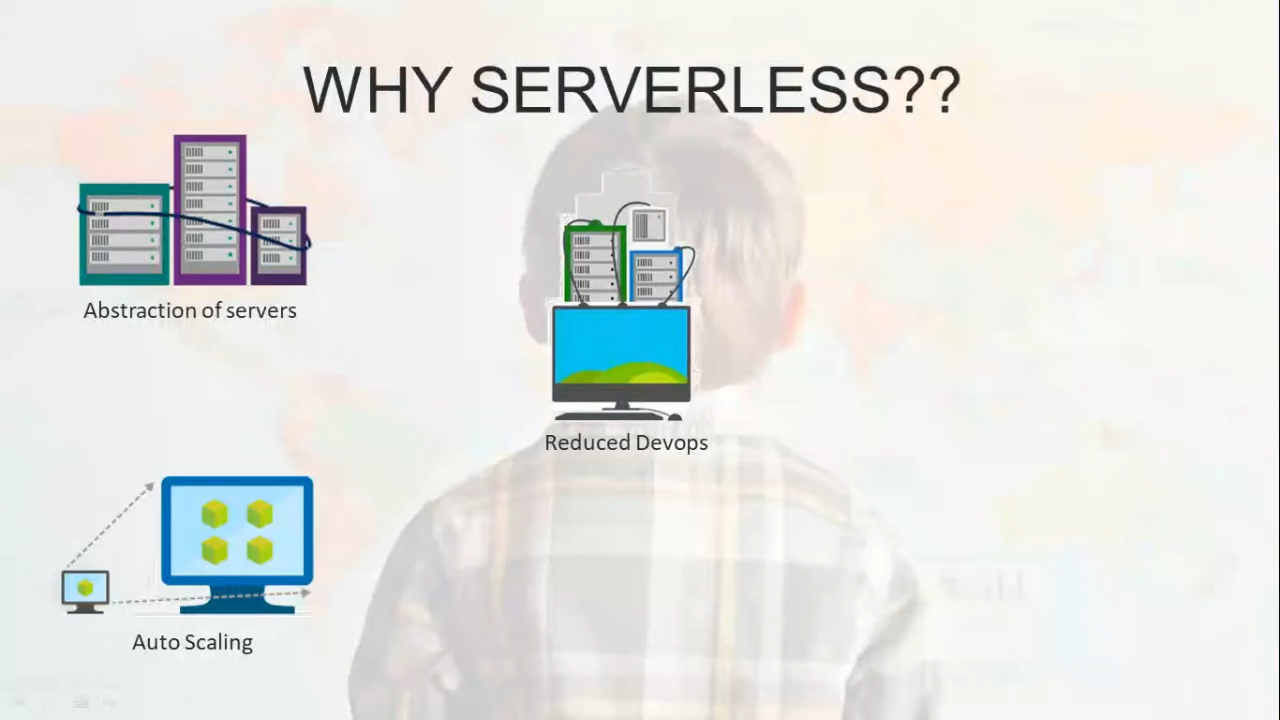 WHY SERVERLESS??
Abstraction of servers
Reduced Devops
Auto Scaling